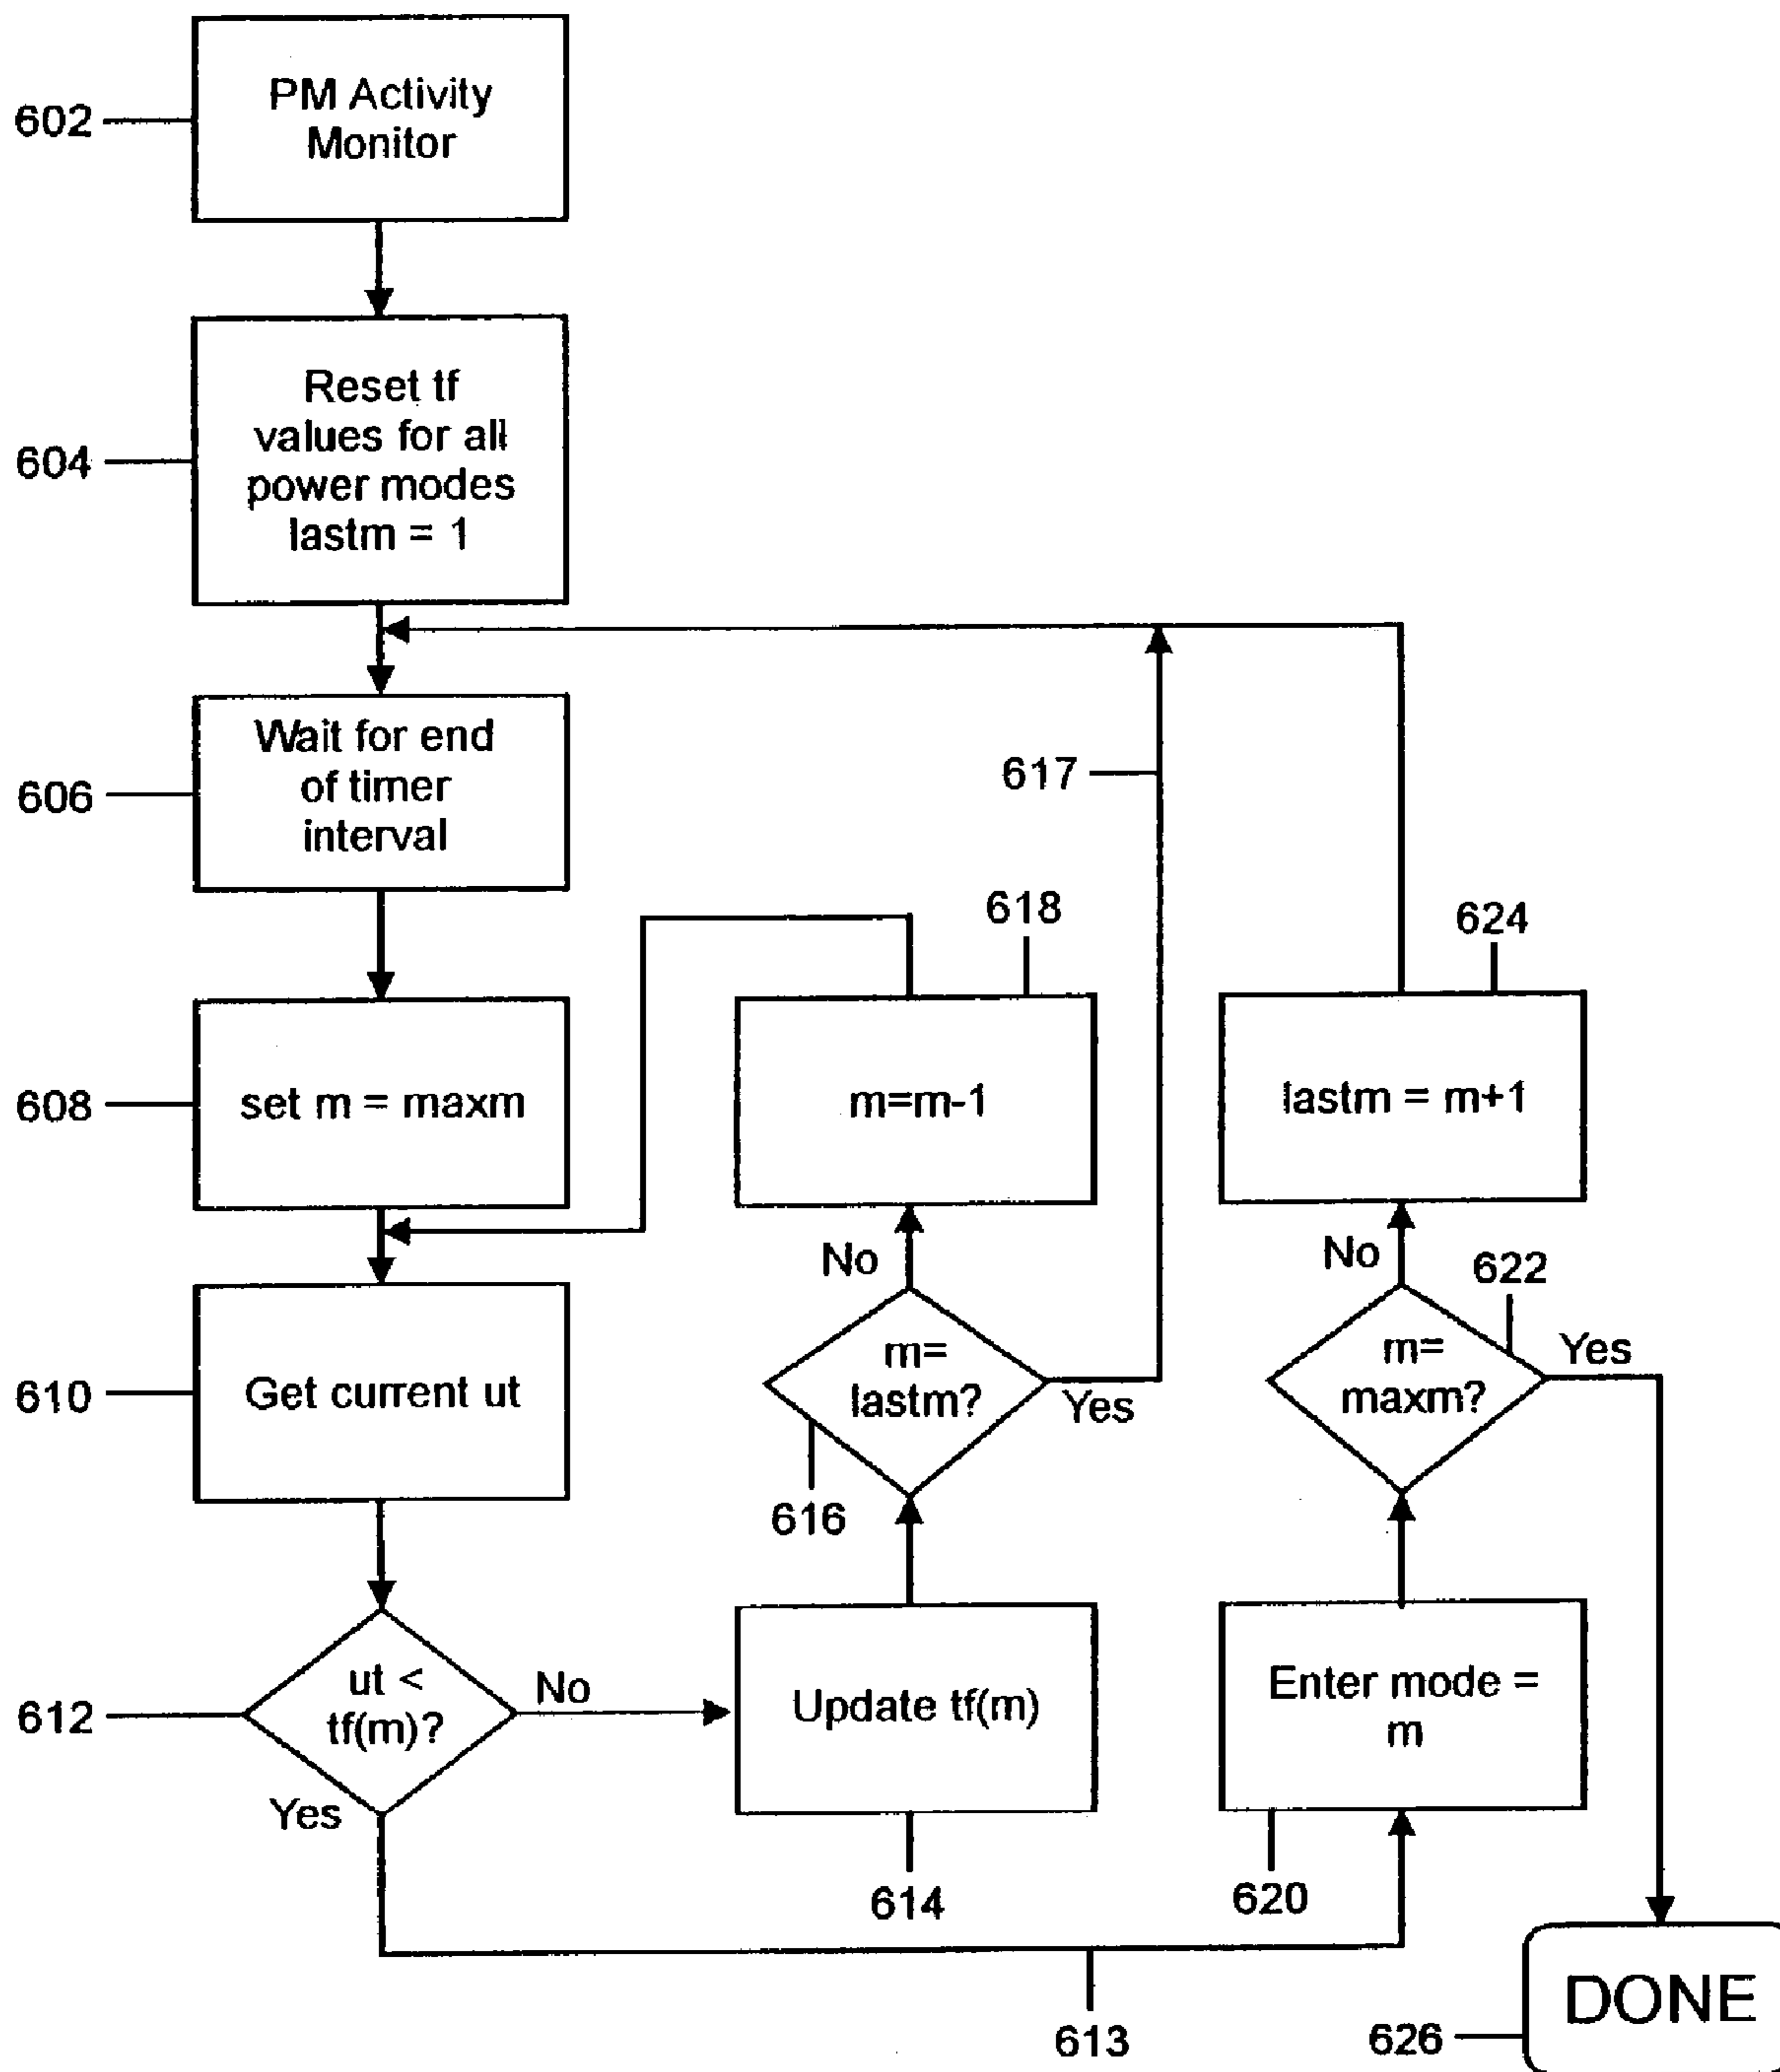 602
PM Activity
Monitor
604
Reset tf
values for all
power modes
lastm = 1
606
Wait for end
of timer
interval
617
618
624
608
set m = maxm
m=m-1
lastm = m+1
No
No
622
610
Get current ut
m=
lastm?
Yes
m=
maxm?
Yes
616
612
ut <
tf(m)?
No
Yes
Update tf(m)
Enter mode =
m
614
620
613
626
DONE